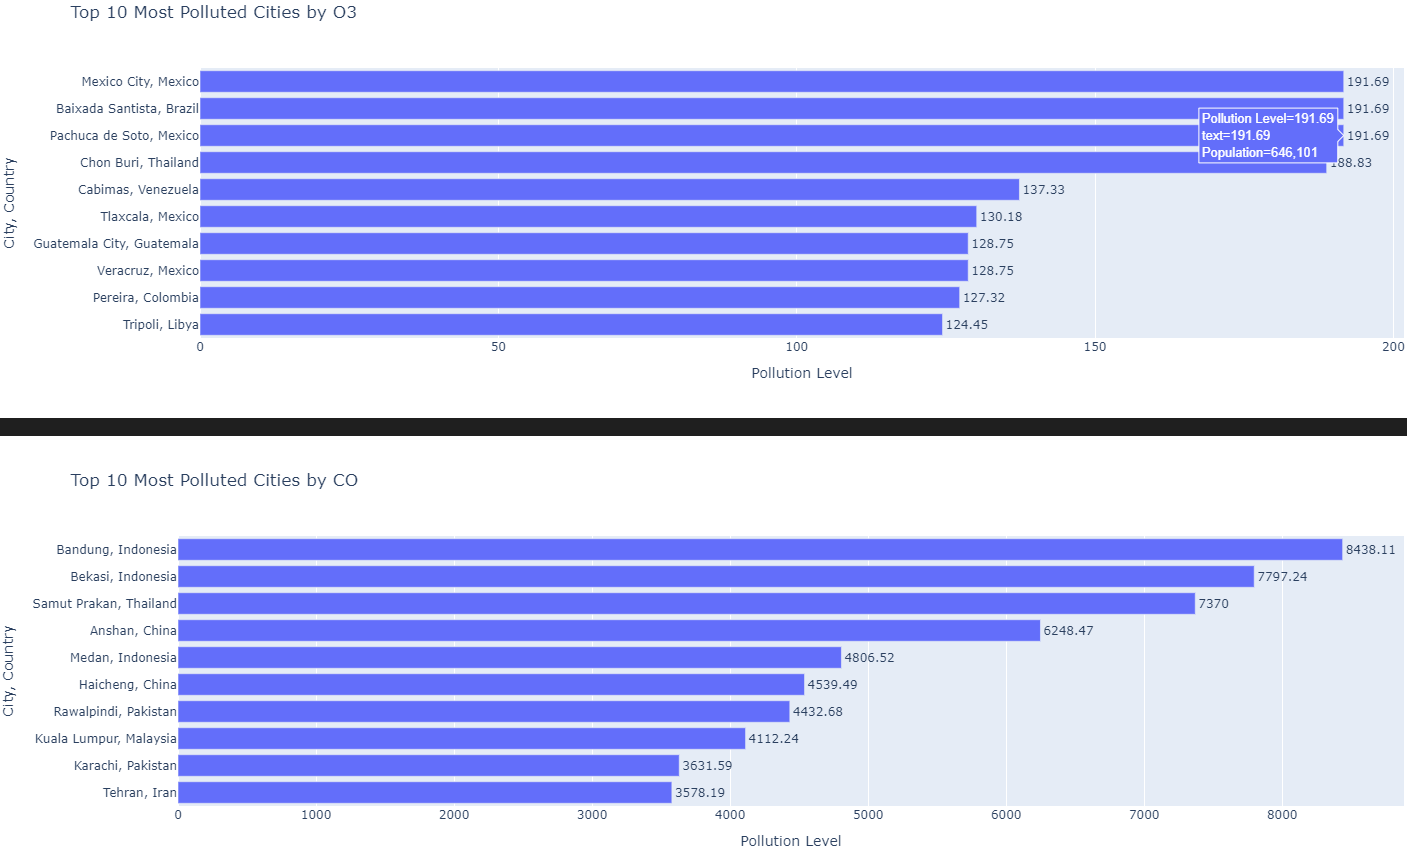 Top 10 Most Polluted Cities by O3
City, Country
Mexico City, Mexico 191.69
Baixada Santista, Brazil 191.69
Pachuca de Soto, Mexico 191.69
Chon Buri, Thailand 188.83
Cabimas, Venezuela 137.33
Tlaxcala, Mexico 130.18
Guatemala City, Guatemala 128.75
Veracruz, Mexico 128.75
Pereira, Colombia 127.32
Tripoli, Libya 124.45
Pollution Level=191.69
text=191.69
Population=646,101
0 50 100 150 200
Pollution Level
Top 10 Most Polluted Cities by CO
City, Country
Bandung, Indonesia 8438.11
Bekasi, Indonesia 7797.24
Samut Prakan, Thailand 7370
Anshan, China 6248.47
Medan, Indonesia 4806.52
Haicheng, China 4539.49
Rawalpindi, Pakistan 4432.68
Kuala Lumpur, Malaysia 4112.24
Karachi, Pakistan 3631.59
Tehran, Iran 3578.19
0 1000 2000 3000 4000 5000 6000 7000 8000
Pollution Level